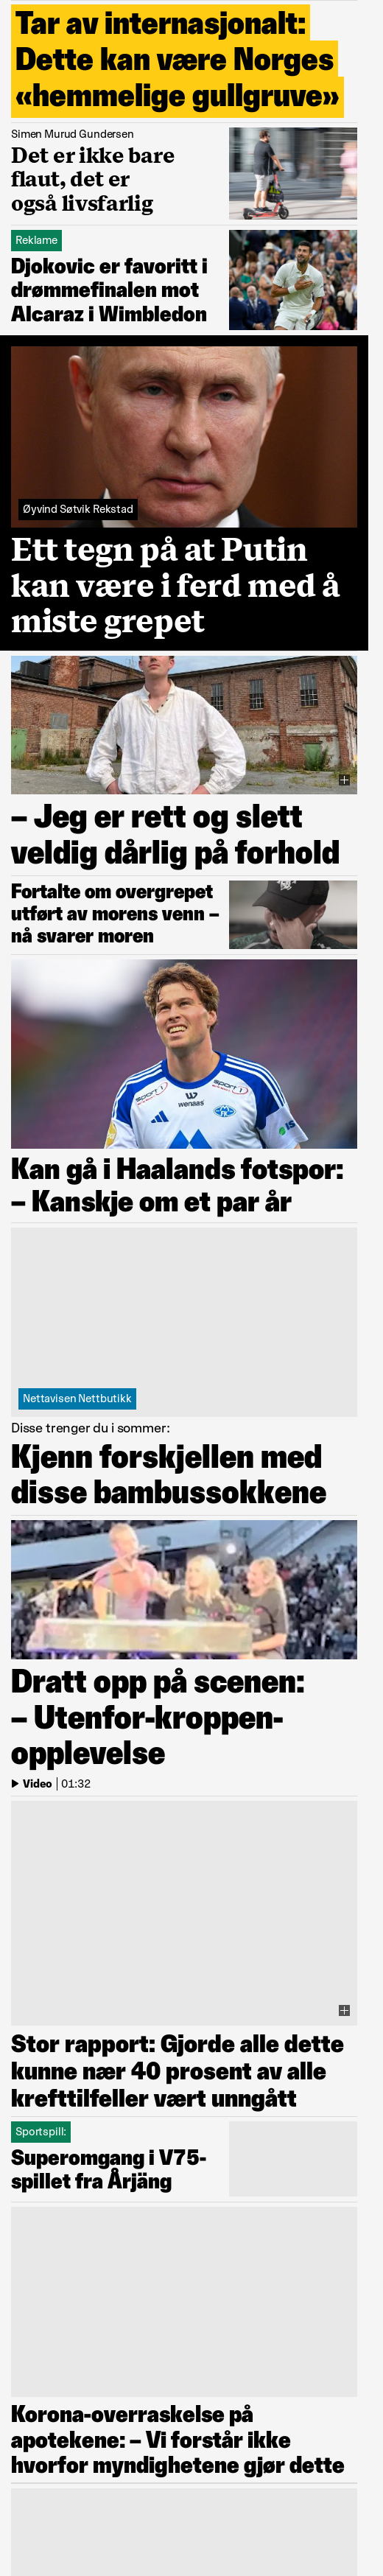 Tar av internasjonalt:
Dette kan være Norges
«hemmelige gullgruve»
Simen Murud Gundersen
Det er ikke bare
flaut, det er
også livsfarlig
Reklame
Djokovic er favoritt i
drømmefinalen mot
Alcaraz i Wimbledon
Øyvind Søtvik Rekstad
Ett tegn på at Putin
kan være i ferd med å
miste grepet
– Jeg er rett og slett
veldig dårlig på forhold
Fortalte om overgrepet
utført av morens venn –
nå svarer moren
sport1
wenaas
sport1
Kan gå i Haalands fotspor:
– Kanskje om et par år
Nettavisen Nettbutikk
Disse trenger du i sommer:
Kjenn forskjellen med
disse bambussokkene
Dratt opp på scenen:
– Utenfor-kroppen-
opplevelse
Video | 01:32
Stor rapport: Gjorde alle dette
kunne nær 40 prosent av alle
krefttilfeller vært unngått
Sportspill:
Superomgang i V75-
spillet fra Årjäng
Korona-overraskelse på
apotekene: – Vi forstår ikke
hvorfor myndighetene gjør dette